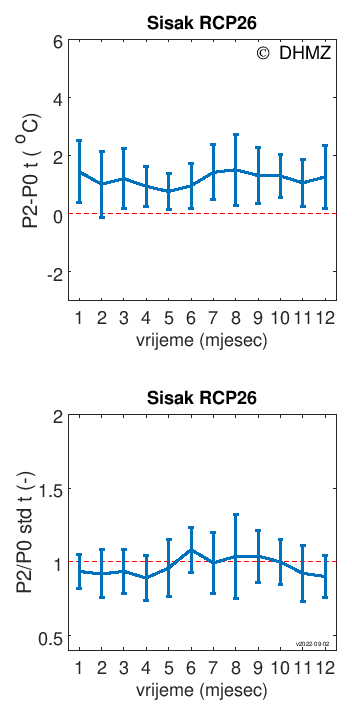 Sisak RCP26
© DHMZ
P2-P0 t ( °C)
6
4
2
0
-2
1 2 3 4 5 6 7 8 9 10 11 12
vrijeme (mjesec)
Sisak RCP26
P2/P0 std t (-)
2
1.5
1
0.5
v2022-09-02
1 2 3 4 5 6 7 8 9 10 11 12
vrijeme (mjesec)